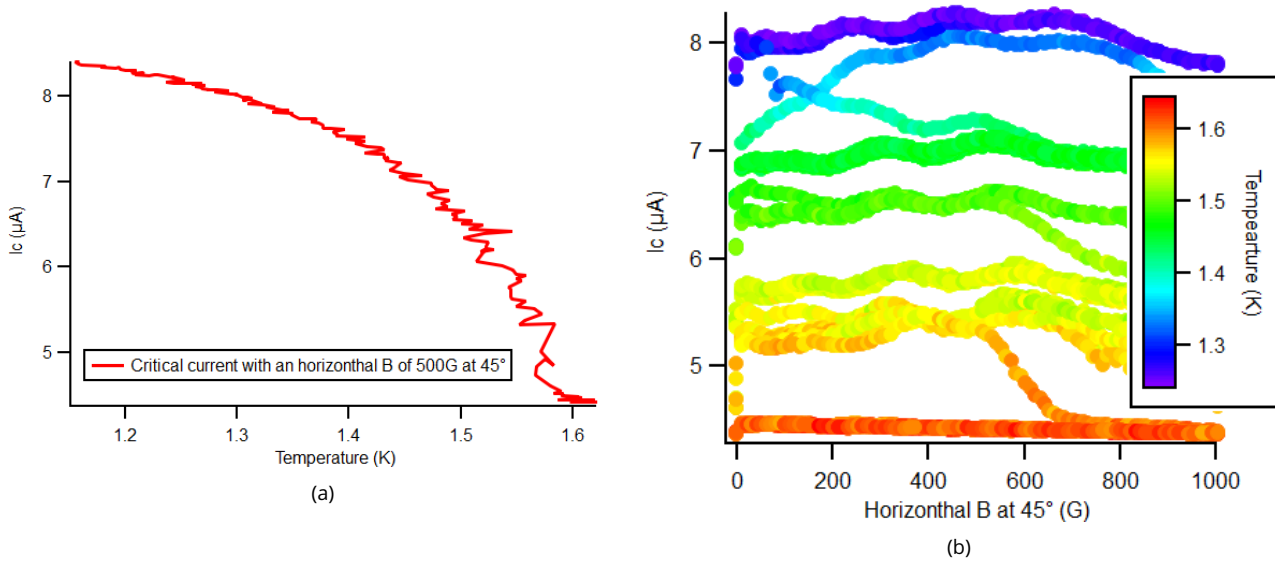 8
7
6
5
Ic (µA)
Critical current with an horizonthal B of 500G at 45°
1.2 1.3 1.4 1.5 1.6
Temperature (K)
(a)
8
7
6
5
Ic (µA)
0 200 400 600 800 1000
Horizonthal B at 45° (G)
1.6
1.5
1.4
1.3
Tempearture (K)
(b)